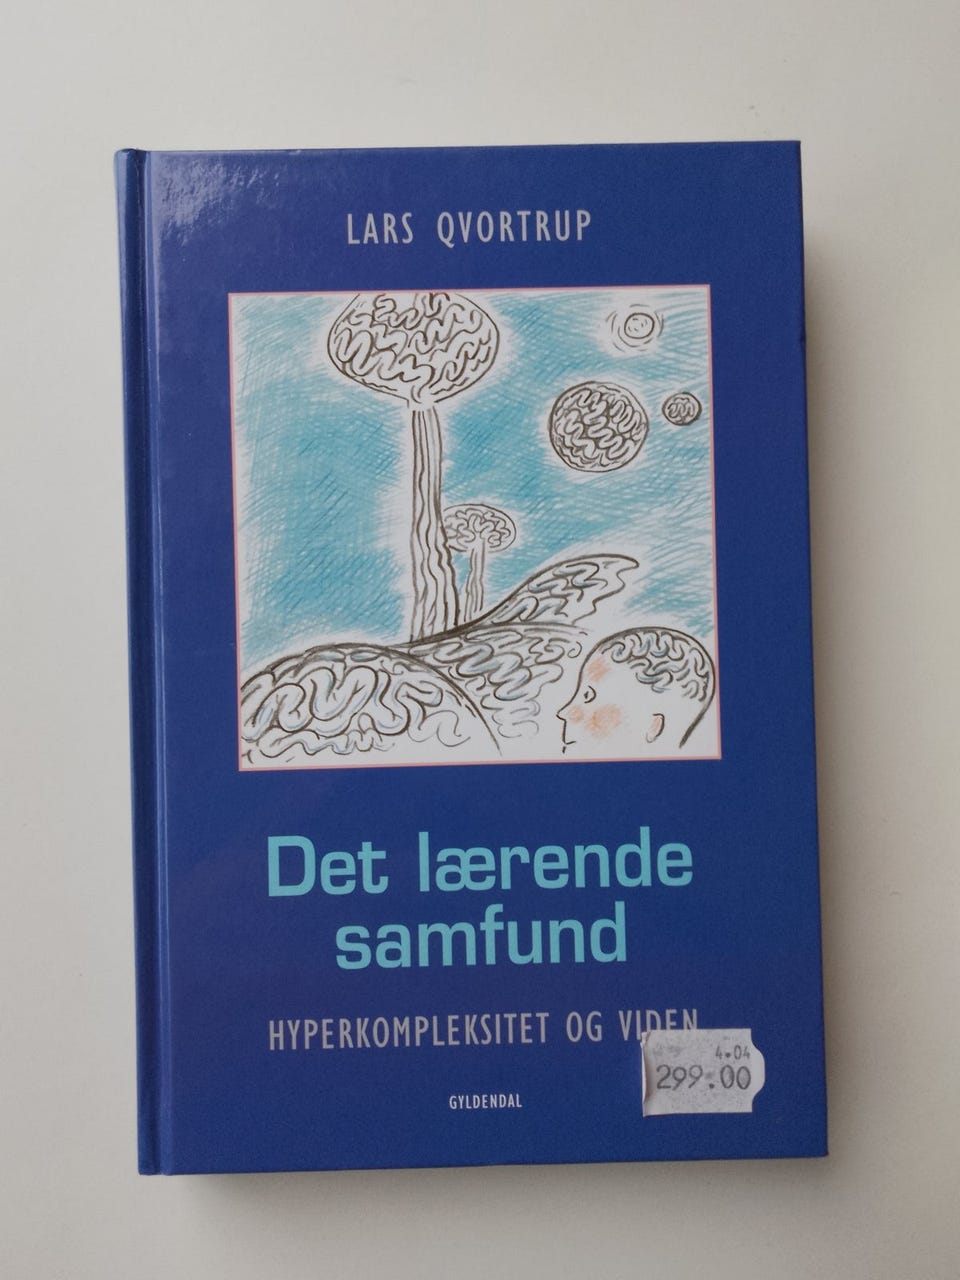 LARS QVORTRUP
Det lærende
samfund
HYPERKOMPLEKSITET OG VIDEN
4.04
299.00
GYLDENDAL